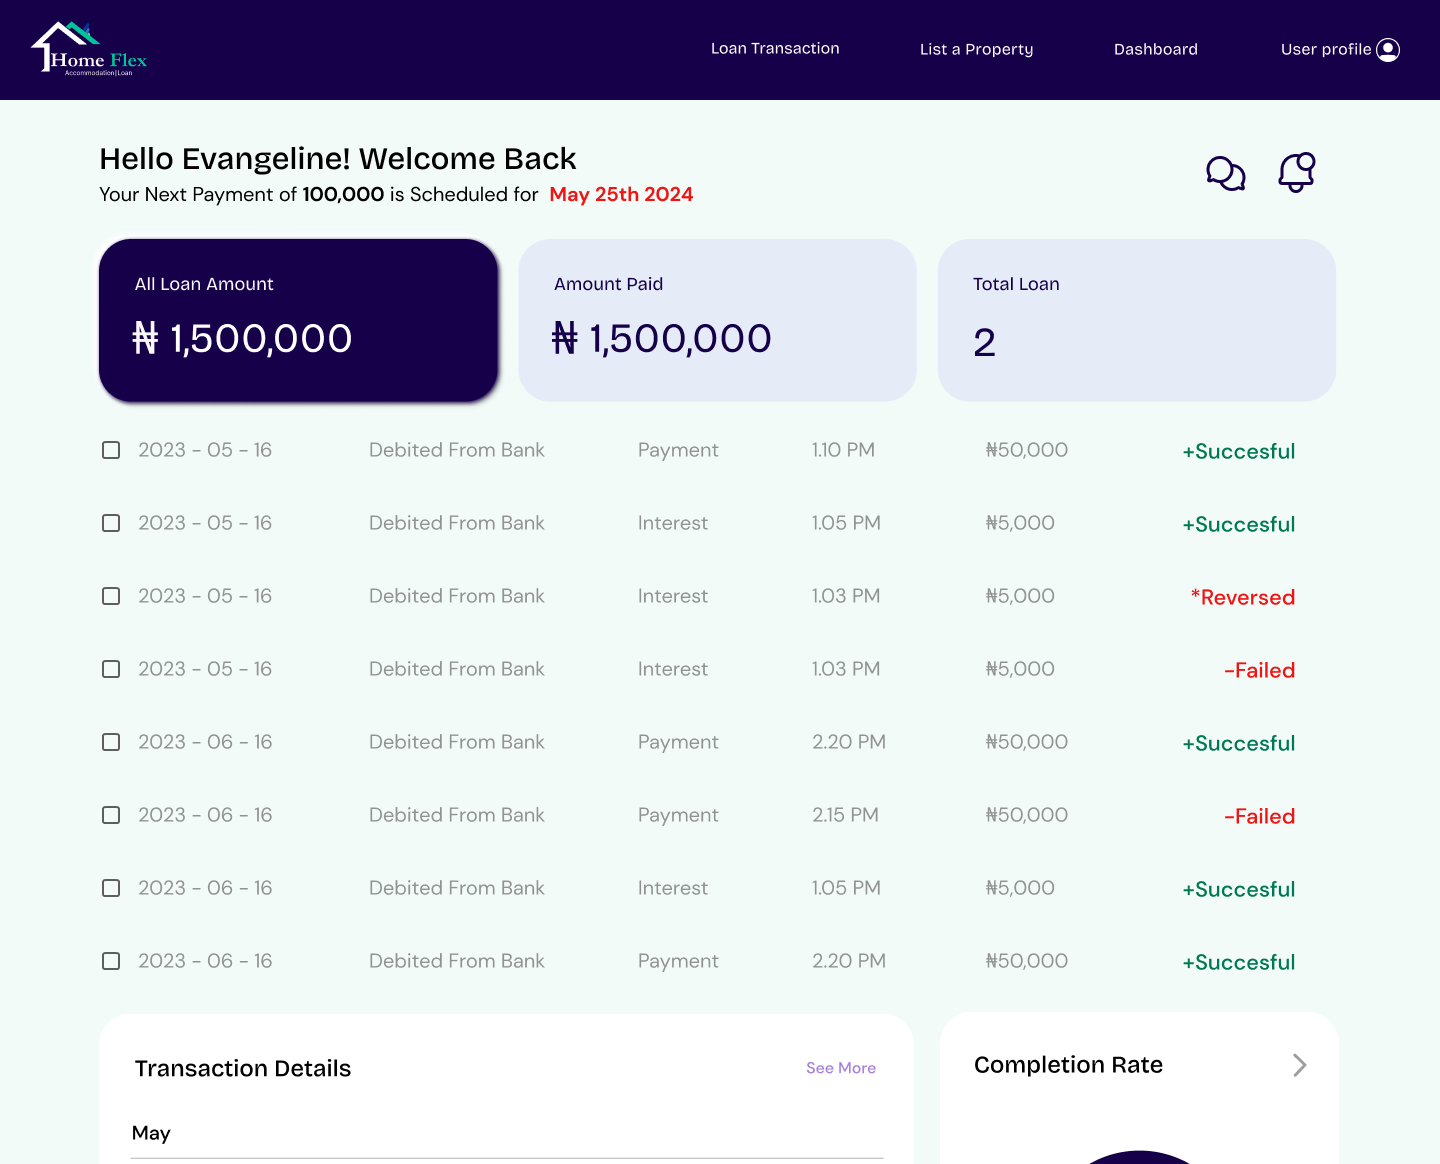 Home Flex
Accommodation|Loan
Loan Transaction
List a Property
Dashboard
User profile
Hello Evangeline! Welcome Back
Your Next Payment of 100,000 is Scheduled for May 25th 2024
All Loan Amount
₦ 1,500,000
Amount Paid
₦ 1,500,000
Total Loan
2
2023 - 05 - 16 Debited From Bank Payment 1.10 PM ₦50,000 +Succesful
2023 - 05 - 16 Debited From Bank Interest 1.05 PM ₦5,000 +Succesful
2023 - 05 - 16 Debited From Bank Interest 1.03 PM ₦5,000 *Reversed
2023 - 05 - 16 Debited From Bank Interest 1.03 PM ₦5,000 -Failed
2023 - 06 - 16 Debited From Bank Payment 2.20 PM ₦50,000 +Succesful
2023 - 06 - 16 Debited From Bank Payment 2.15 PM ₦50,000 -Failed
2023 - 06 - 16 Debited From Bank Interest 1.05 PM ₦5,000 +Succesful
2023 - 06 - 16 Debited From Bank Payment 2.20 PM ₦50,000 +Succesful
Transaction Details
See More
May
Completion Rate